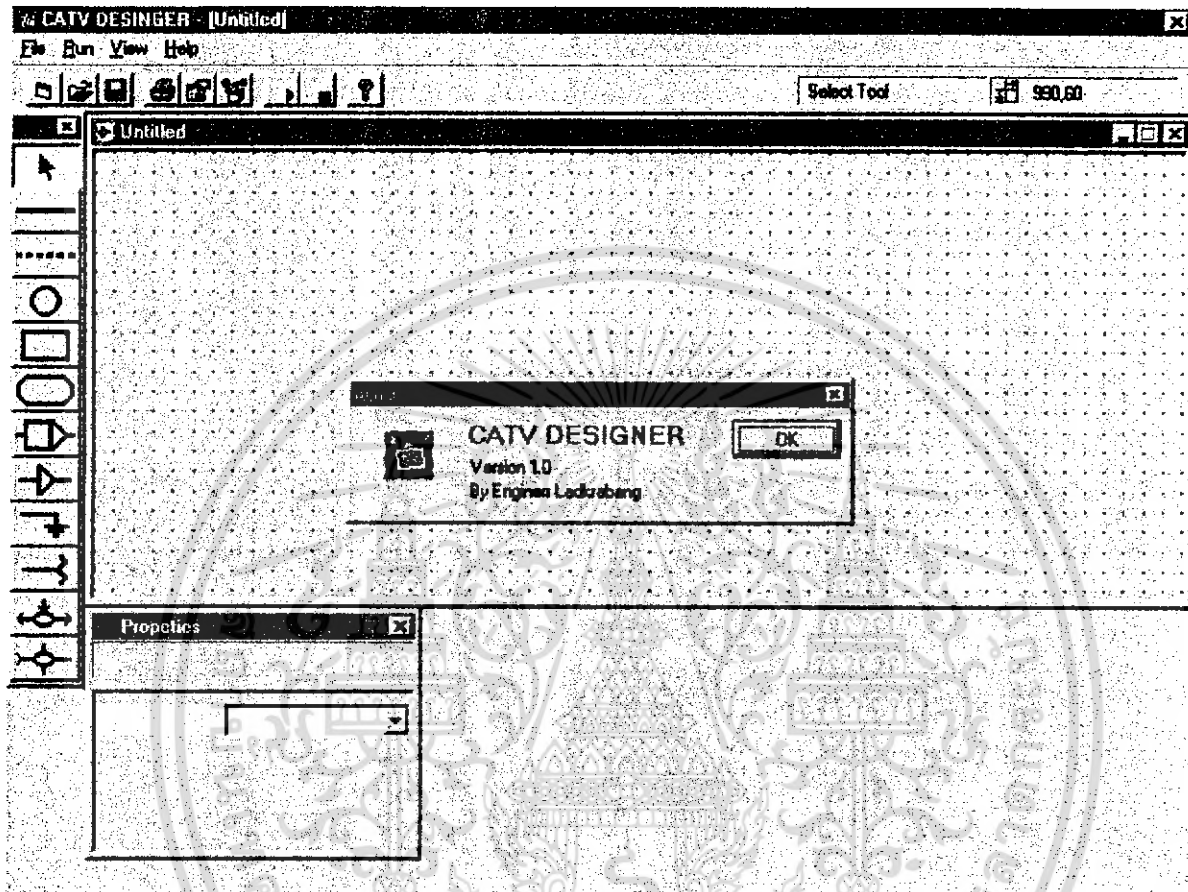 CATV DESINGER - [Untitled]
File Run View Help
Select Tool
990,60
Untitled
CATV DESIGNER
OK
Version 1.0
By Enginee Ladkrabang
Propeties